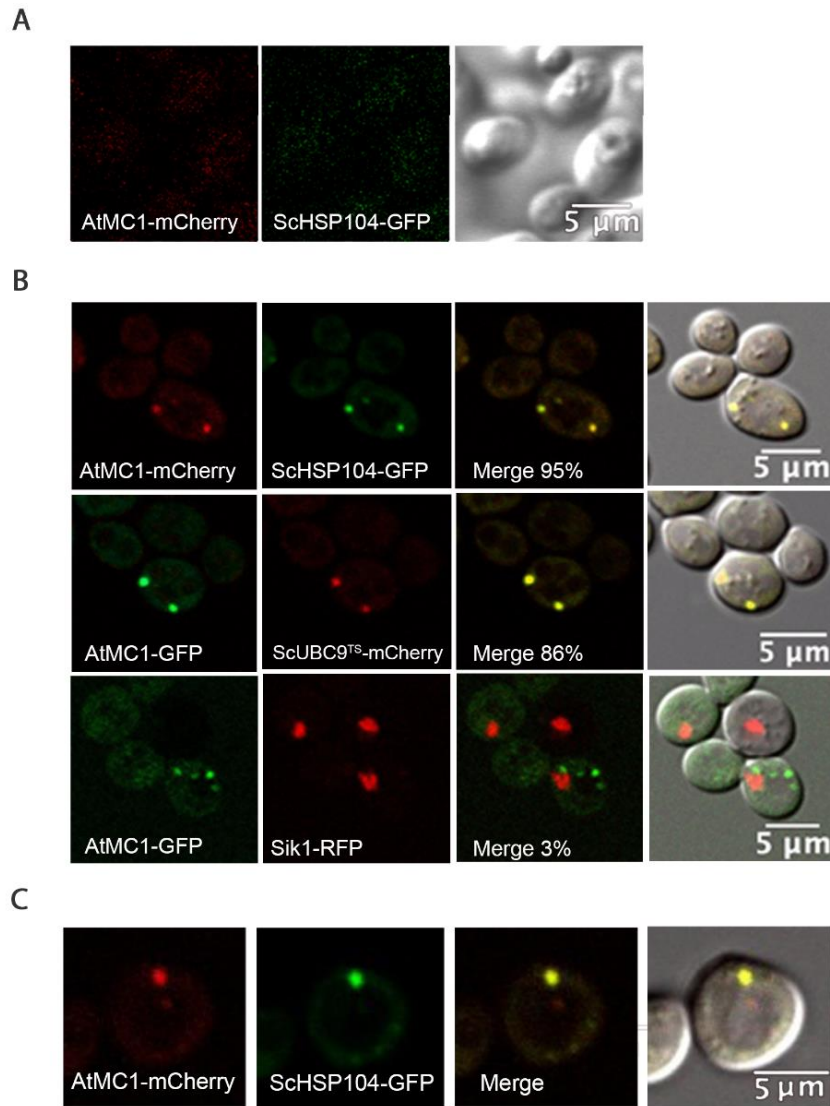 A
AtMC1-mCherry
ScHSP104-GFP
5 µm
B
AtMC1-mCherry
ScHSP104-GFP
Merge 95%
5 µm
AtMC1-GFP
ScUBC9ᵀˢ-mCherry
Merge 86%
5 µm
AtMC1-GFP
Sik1-RFP
Merge 3%
5 µm
C
AtMC1-mCherry
ScHSP104-GFP
Merge
5 µm